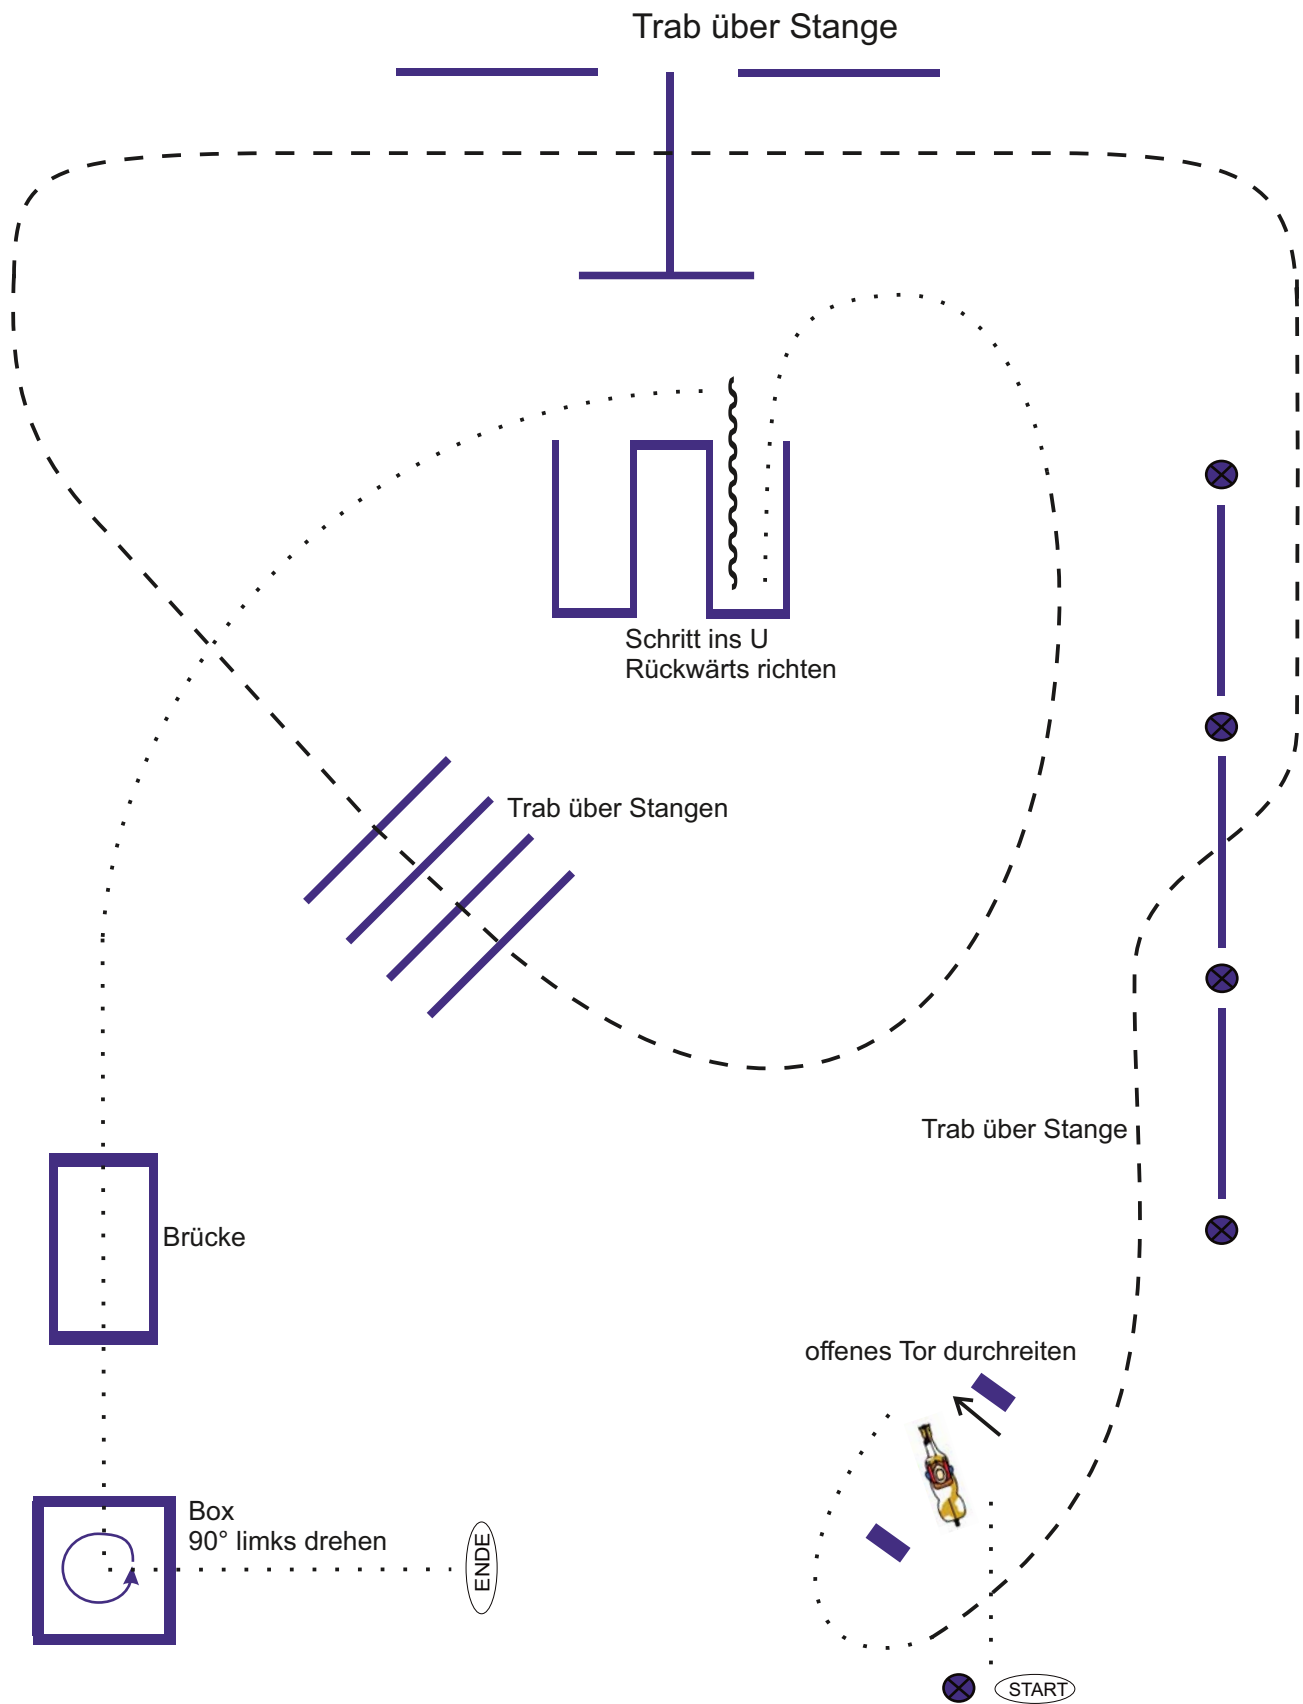 Trab über Stange
Schritt ins U
Rückwärts richten
Trab über Stangen
Trab über Stange
Brücke
offenes Tor durchreiten
Box
90° limks drehen
ENDE
START